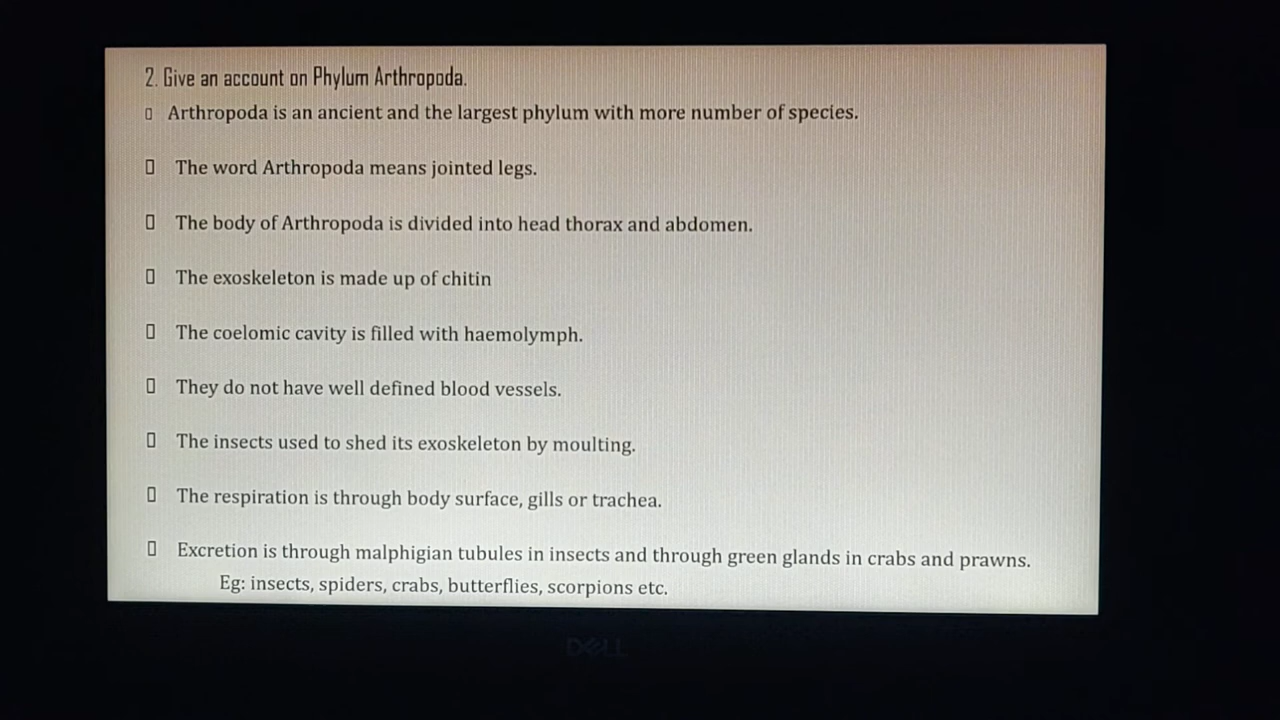 2. Give an account on Phylum Arthropoda.
▯ Arthropoda is an ancient and the largest phylum with more number of species.
▯ The word Arthropoda means jointed legs.
▯ The body of Arthropoda is divided into head thorax and abdomen.
▯ The exoskeleton is made up of chitin
▯ The coelomic cavity is filled with haemolymph.
▯ They do not have well defined blood vessels.
▯ The insects used to shed its exoskeleton by moulting.
▯ The respiration is through body surface, gills or trachea.
▯ Excretion is through malphigian tubules in insects and through green glands in crabs and prawns.
Eg: insects, spiders, crabs, butterflies, scorpions etc.
DELL